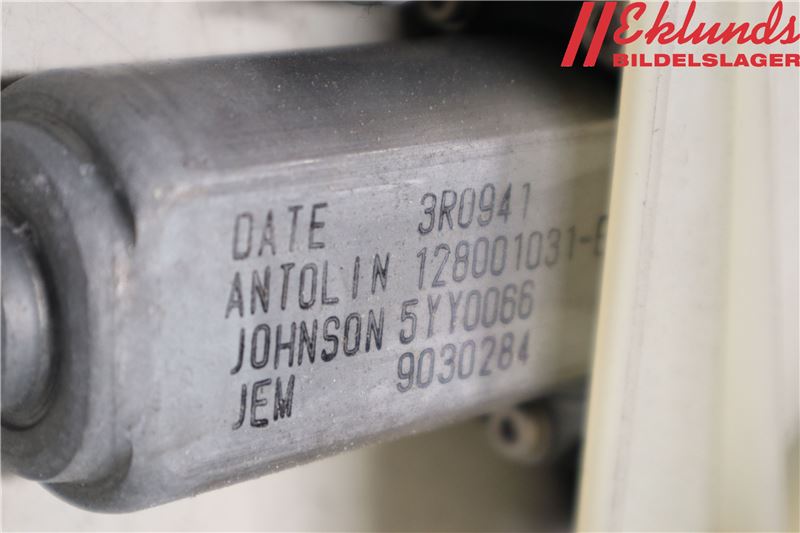 Eklunds
BILDELSLAGER
DATE 3R0941
ANTOLIN 128001031-E
JOHNSON 5YY0066
JEM 9030284